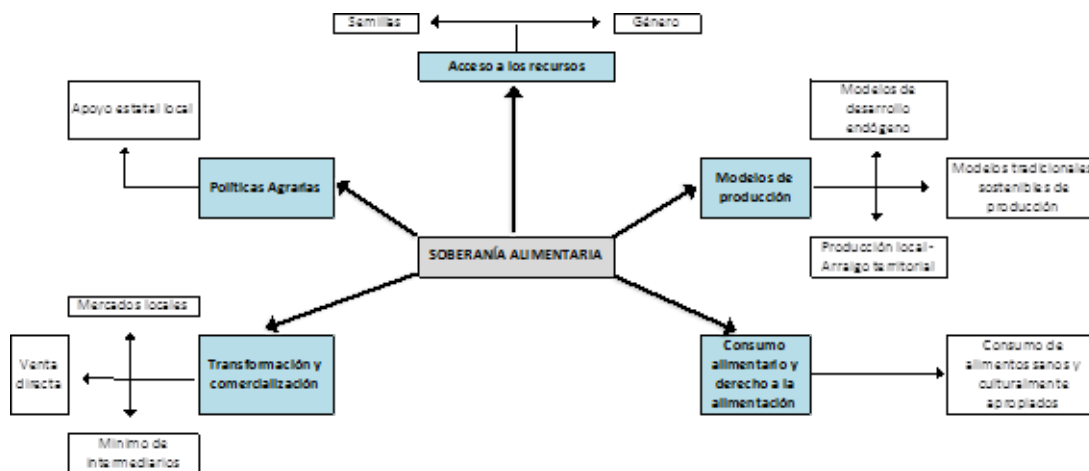 Semillas
Género
Acceso a los recursos
Apoyo estatal local
Políticas Agrarias
Modelos de
desarrollo
endógeno
Modelos de
producción
Modelos tradicionales
sostenibles de
producción
Producción local-
Arraigo territorial
SOBERANÍA ALIMENTARIA
Mercados locales
Venta
directa
Transformación y
comercialización
Mínimo de
intermediarios
Consumo
alimentario y
derecho a la
alimentación
Consumo de
alimentos sanos y
culturalmente
apropiados